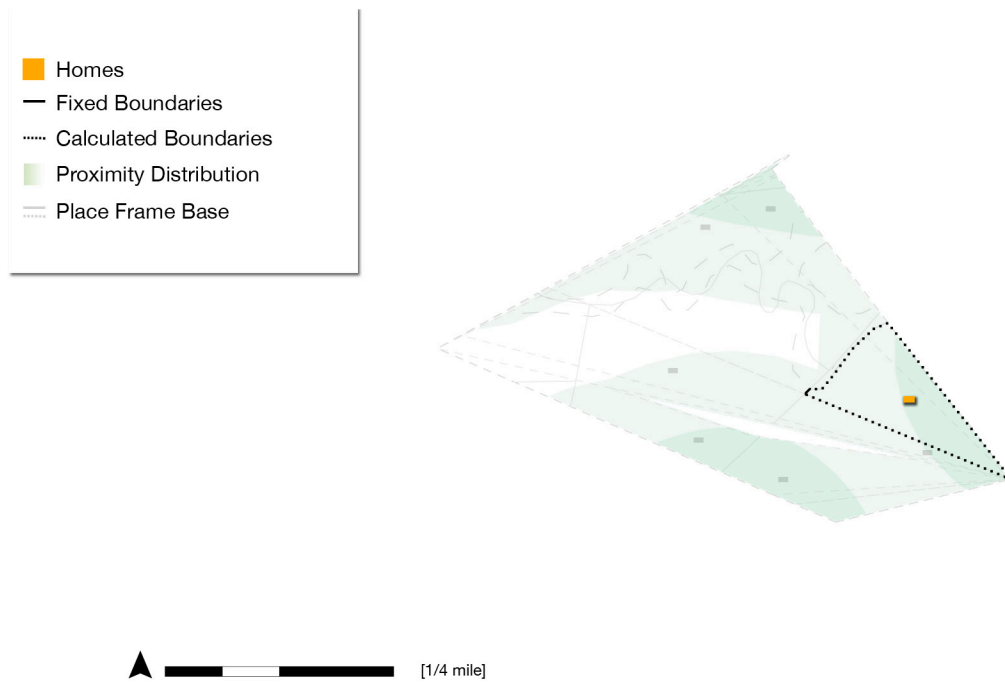 Homes
Fixed Boundaries
Calculated Boundaries
Proximity Distribution
Place Frame Base
[1/4 mile]